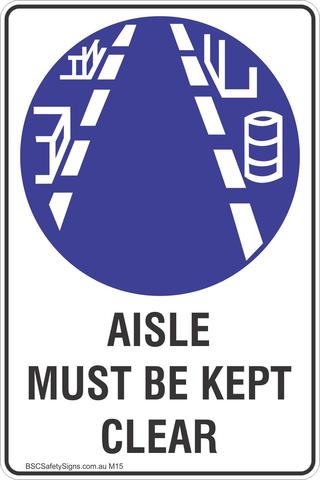 AISLE
MUST BE KEPT
CLEAR
BSCSafetySigns.com.au M15